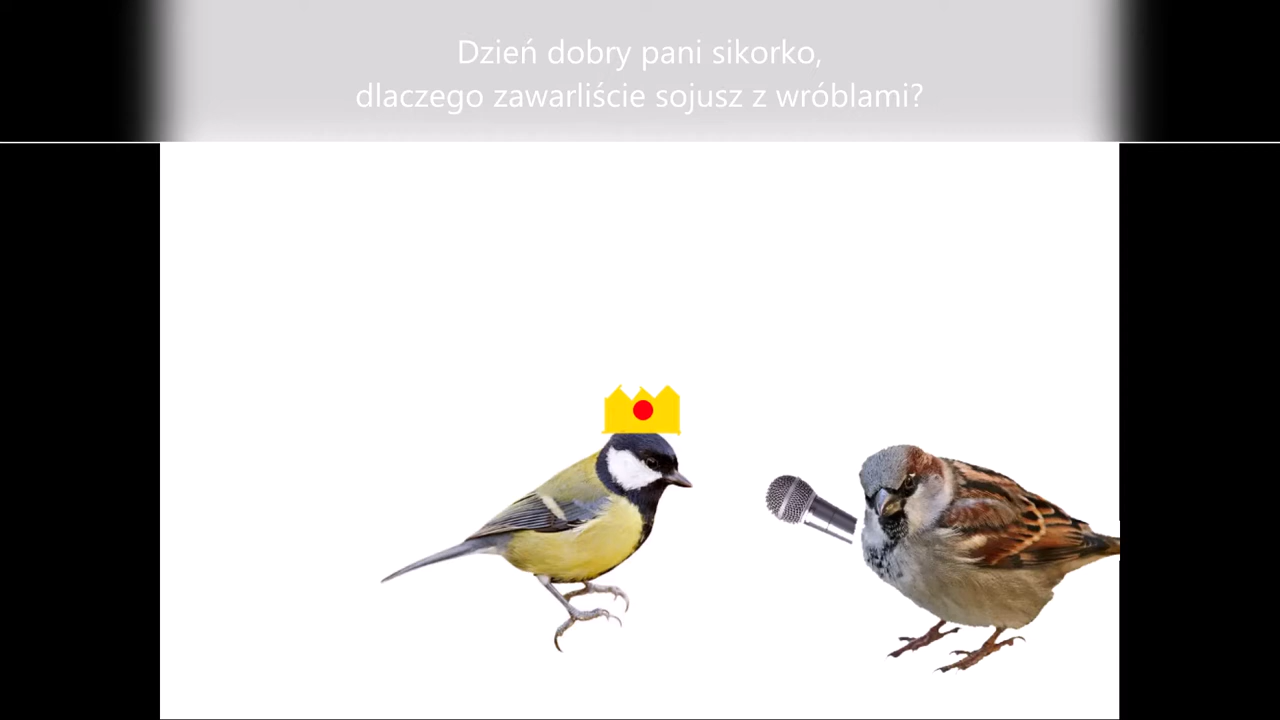 Dzień dobry pani sikorko,
dlaczego zawarliście sojusz z wróblami?